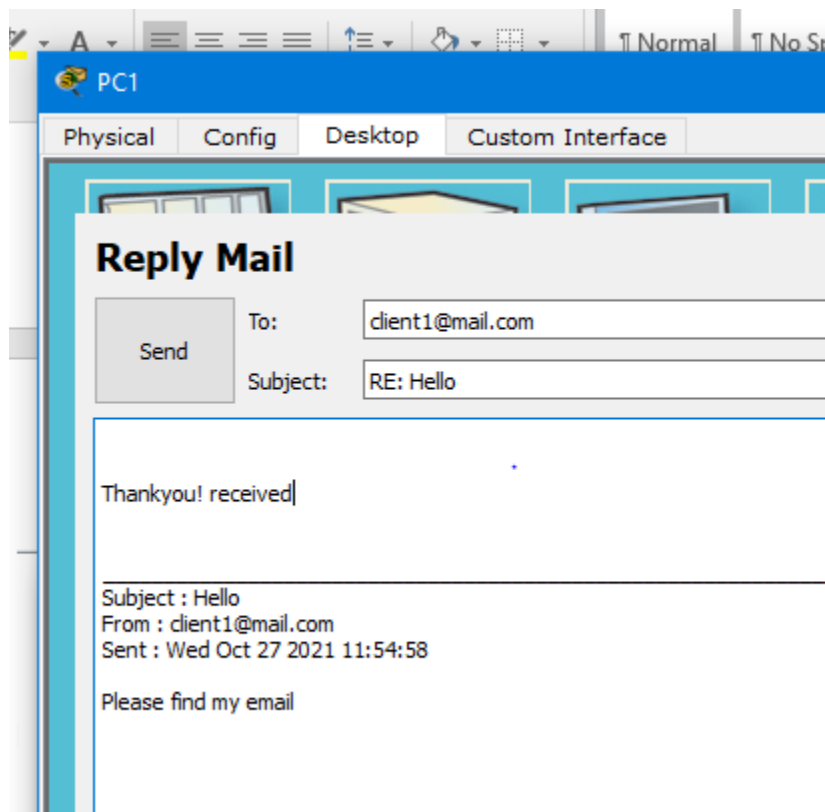 A
¶ Normal ¶ No Sp
PC1
Physical Config Desktop Custom Interface
Reply Mail
Send
To: client1@mail.com
Subject: RE: Hello
Thankyou! received
Subject : Hello
From : client1@mail.com
Sent : Wed Oct 27 2021 11:54:58
Please find my email